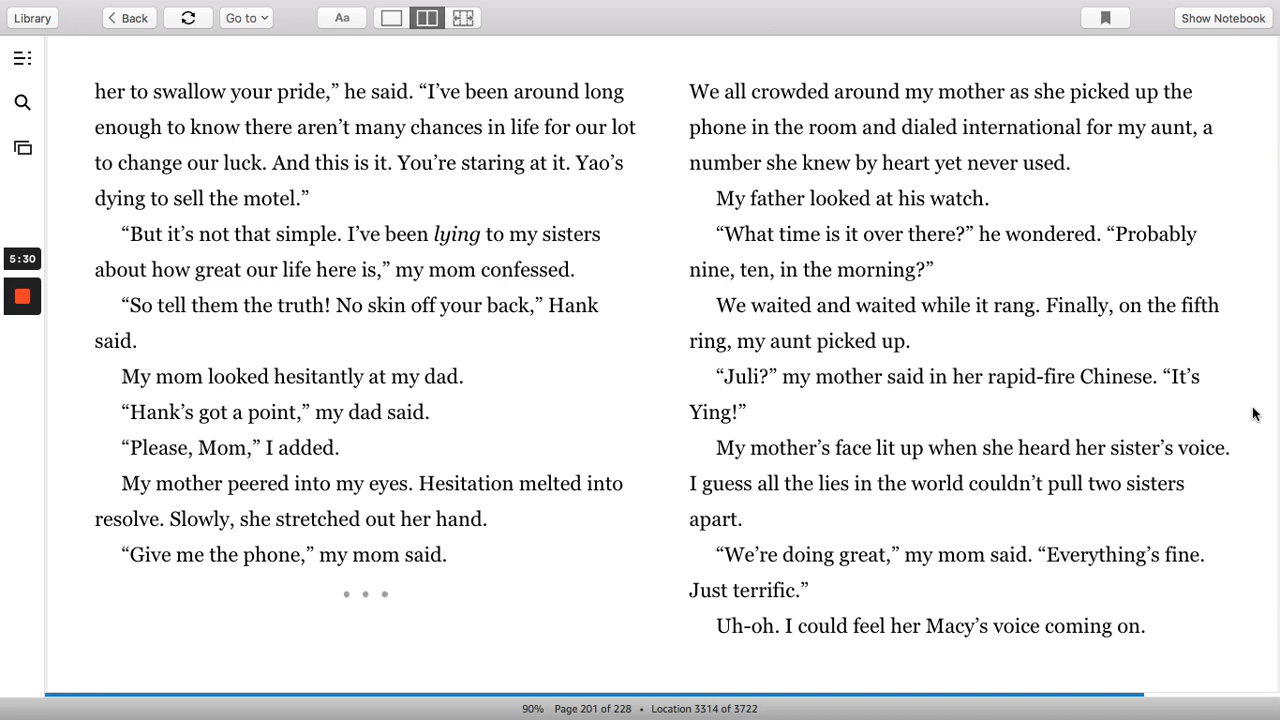 Library
Back
Go to
Aa
Show Notebook
5:30
her to swallow your pride,” he said. “I’ve been around long
enough to know there aren’t many chances in life for our lot
to change our luck. And this is it. You’re staring at it. Yao’s
dying to sell the motel.”
“But it’s not that simple. I’ve been lying to my sisters
about how great our life here is,” my mom confessed.
“So tell them the truth! No skin off your back,” Hank
said.
My mom looked hesitantly at my dad.
“Hank’s got a point,” my dad said.
“Please, Mom,” I added.
My mother peered into my eyes. Hesitation melted into
resolve. Slowly, she stretched out her hand.
“Give me the phone,” my mom said.
• • •
We all crowded around my mother as she picked up the
phone in the room and dialed international for my aunt, a
number she knew by heart yet never used.
My father looked at his watch.
“What time is it over there?” he wondered. “Probably
nine, ten, in the morning?”
We waited and waited while it rang. Finally, on the fifth
ring, my aunt picked up.
“Juli?” my mother said in her rapid-fire Chinese. “It’s
Ying!”
My mother’s face lit up when she heard her sister’s voice.
I guess all the lies in the world couldn’t pull two sisters
apart.
“We’re doing great,” my mom said. “Everything’s fine.
Just terrific.”
Uh-oh. I could feel her Macy’s voice coming on.
90% Page 201 of 228 • Location 3314 of 3722